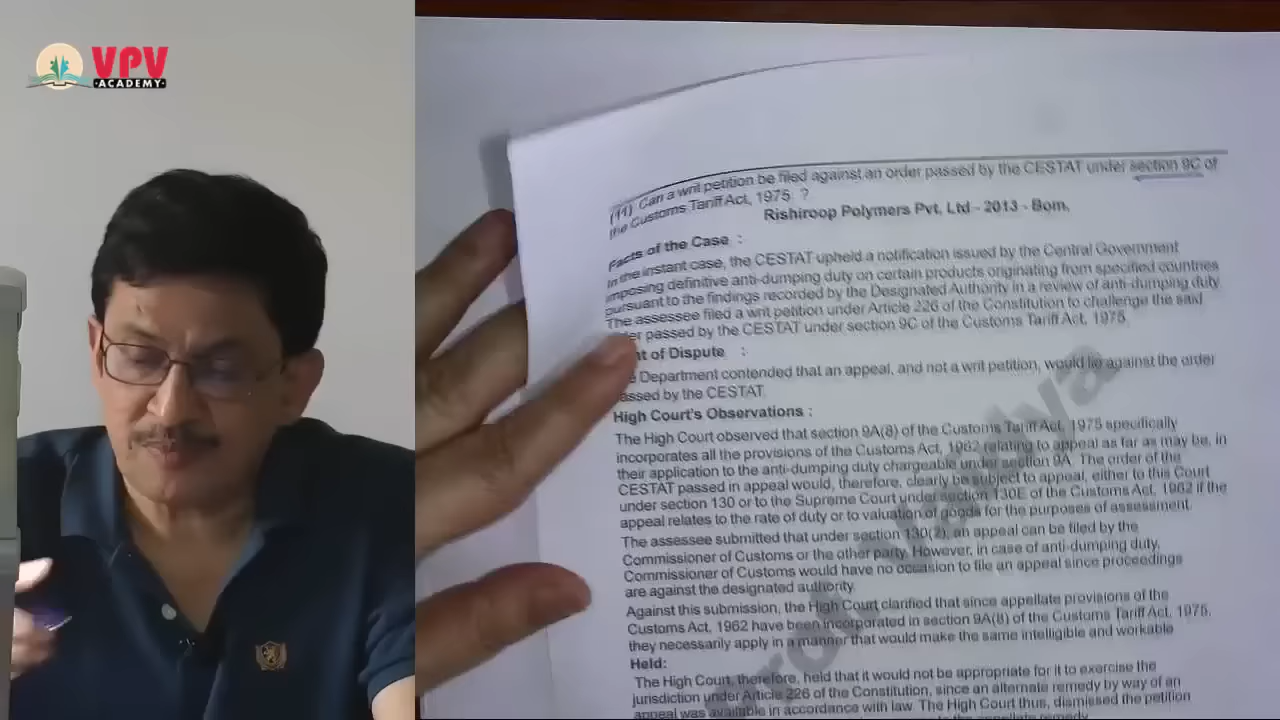 VPV
ACADEMY
(11) Can a writ petition be filed against an order passed by the CESTAT under section 9C of
the Customs Tariff Act, 1975 ?
Rishiroop Polymers Pvt. Ltd - 2013 - Bom.
Facts of the Case :
In the instant case, the CESTAT upheld a notification issued by the Central Government
imposing definitive anti-dumping duty on certain products originating from specified countries
pursuant to the findings recorded by the Designated Authority in a review of anti-dumping duty
The assessee filed a writ petition under Article 226 of the Constitution to challenge the said
passed by the CESTAT under section 9C of the Customs Tariff Act, 1975.
of Dispute :
Department contended that an appeal, and not a writ petition, would lie against the order
passed by the CESTAT.
High Court's Observations :
The High Court observed that section 9A(8) of the Customs Tariff Act, 1975 specifically
incorporates all the provisions of the Customs Act, 1962 relating to appeal as far as may be, in
their application to the anti-dumping duty chargeable under section 9A. The order of the
CESTAT passed in appeal would, therefore, clearly be subject to appeal, either to this Court
under section 130 or to the Supreme Court under section 130E of the Customs Act, 1962 if the
appeal relates to the rate of duty or to valuation of goods for the purposes of assessment.
The assessee submitted that under section 130(2), an appeal can be filed by the
Commissioner of Customs or the other party. However, in case of anti-dumping duty,
Commissioner of Customs would have no occasion to file an appeal since proceedings
are against the designated authority.
Against this submission, the High Court clarified that since appellate provisions of the
Customs Act, 1962 have been incorporated in section 9A(8) of the Customs Tariff Act, 1975,
they necessarily apply in a manner that would make the same intelligible and workable
Held:
The High Court, therefore, held that it would not be appropriate for it to exercise the
jurisdiction under Article 226 of the Constitution, since an alternate remedy by way of an
appeal was available in accordance with law. The High Court thus, dismissed the petition